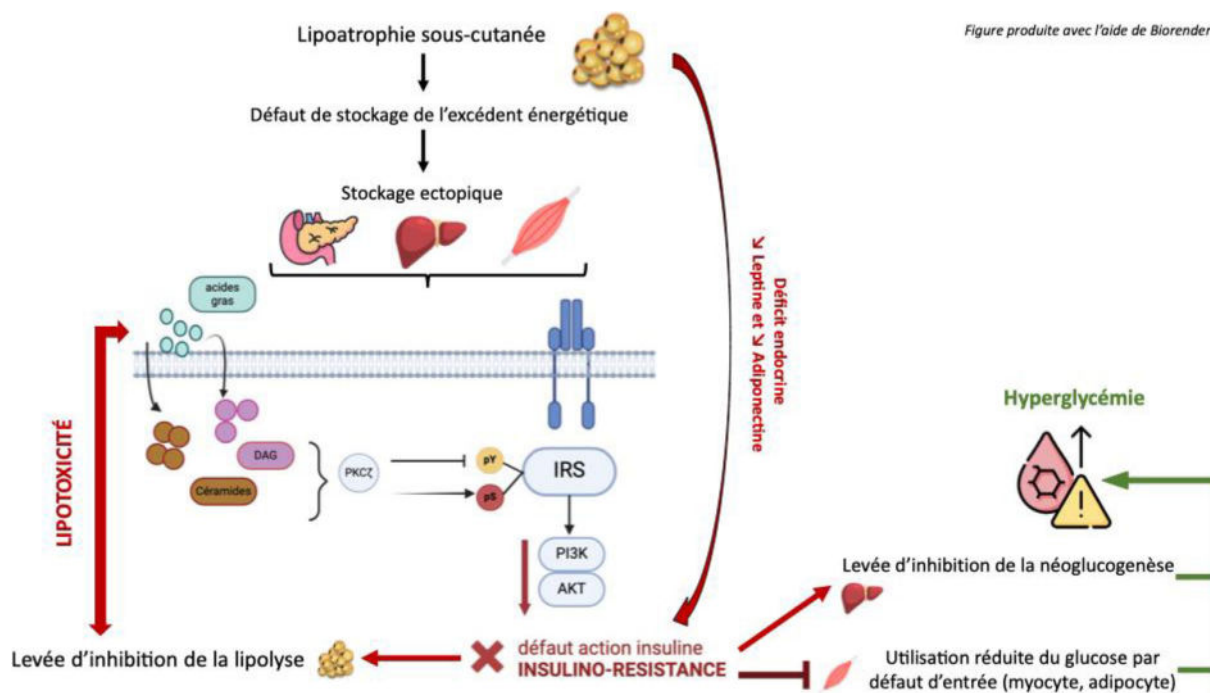 Lipoatrophie sous-cutanée
Figure produite avec l'aide de Biorender
Défaut de stockage de l'excédent énergétique
Stockage ectopique
acides
gras
Déficit endocrine
↘ Leptine et ↘ Adiponectine
LIPOTOXICITÉ
DAG
Céramides
PKCζ
pY
pS
IRS
PI3K
AKT
Hyperglycémie
Levée d'inhibition de la néoglucogenèse
Levée d'inhibition de la lipolyse
défaut action insuline
INSULINO-RESISTANCE
Utilisation réduite du glucose par
défaut d'entrée (myocyte, adipocyte)